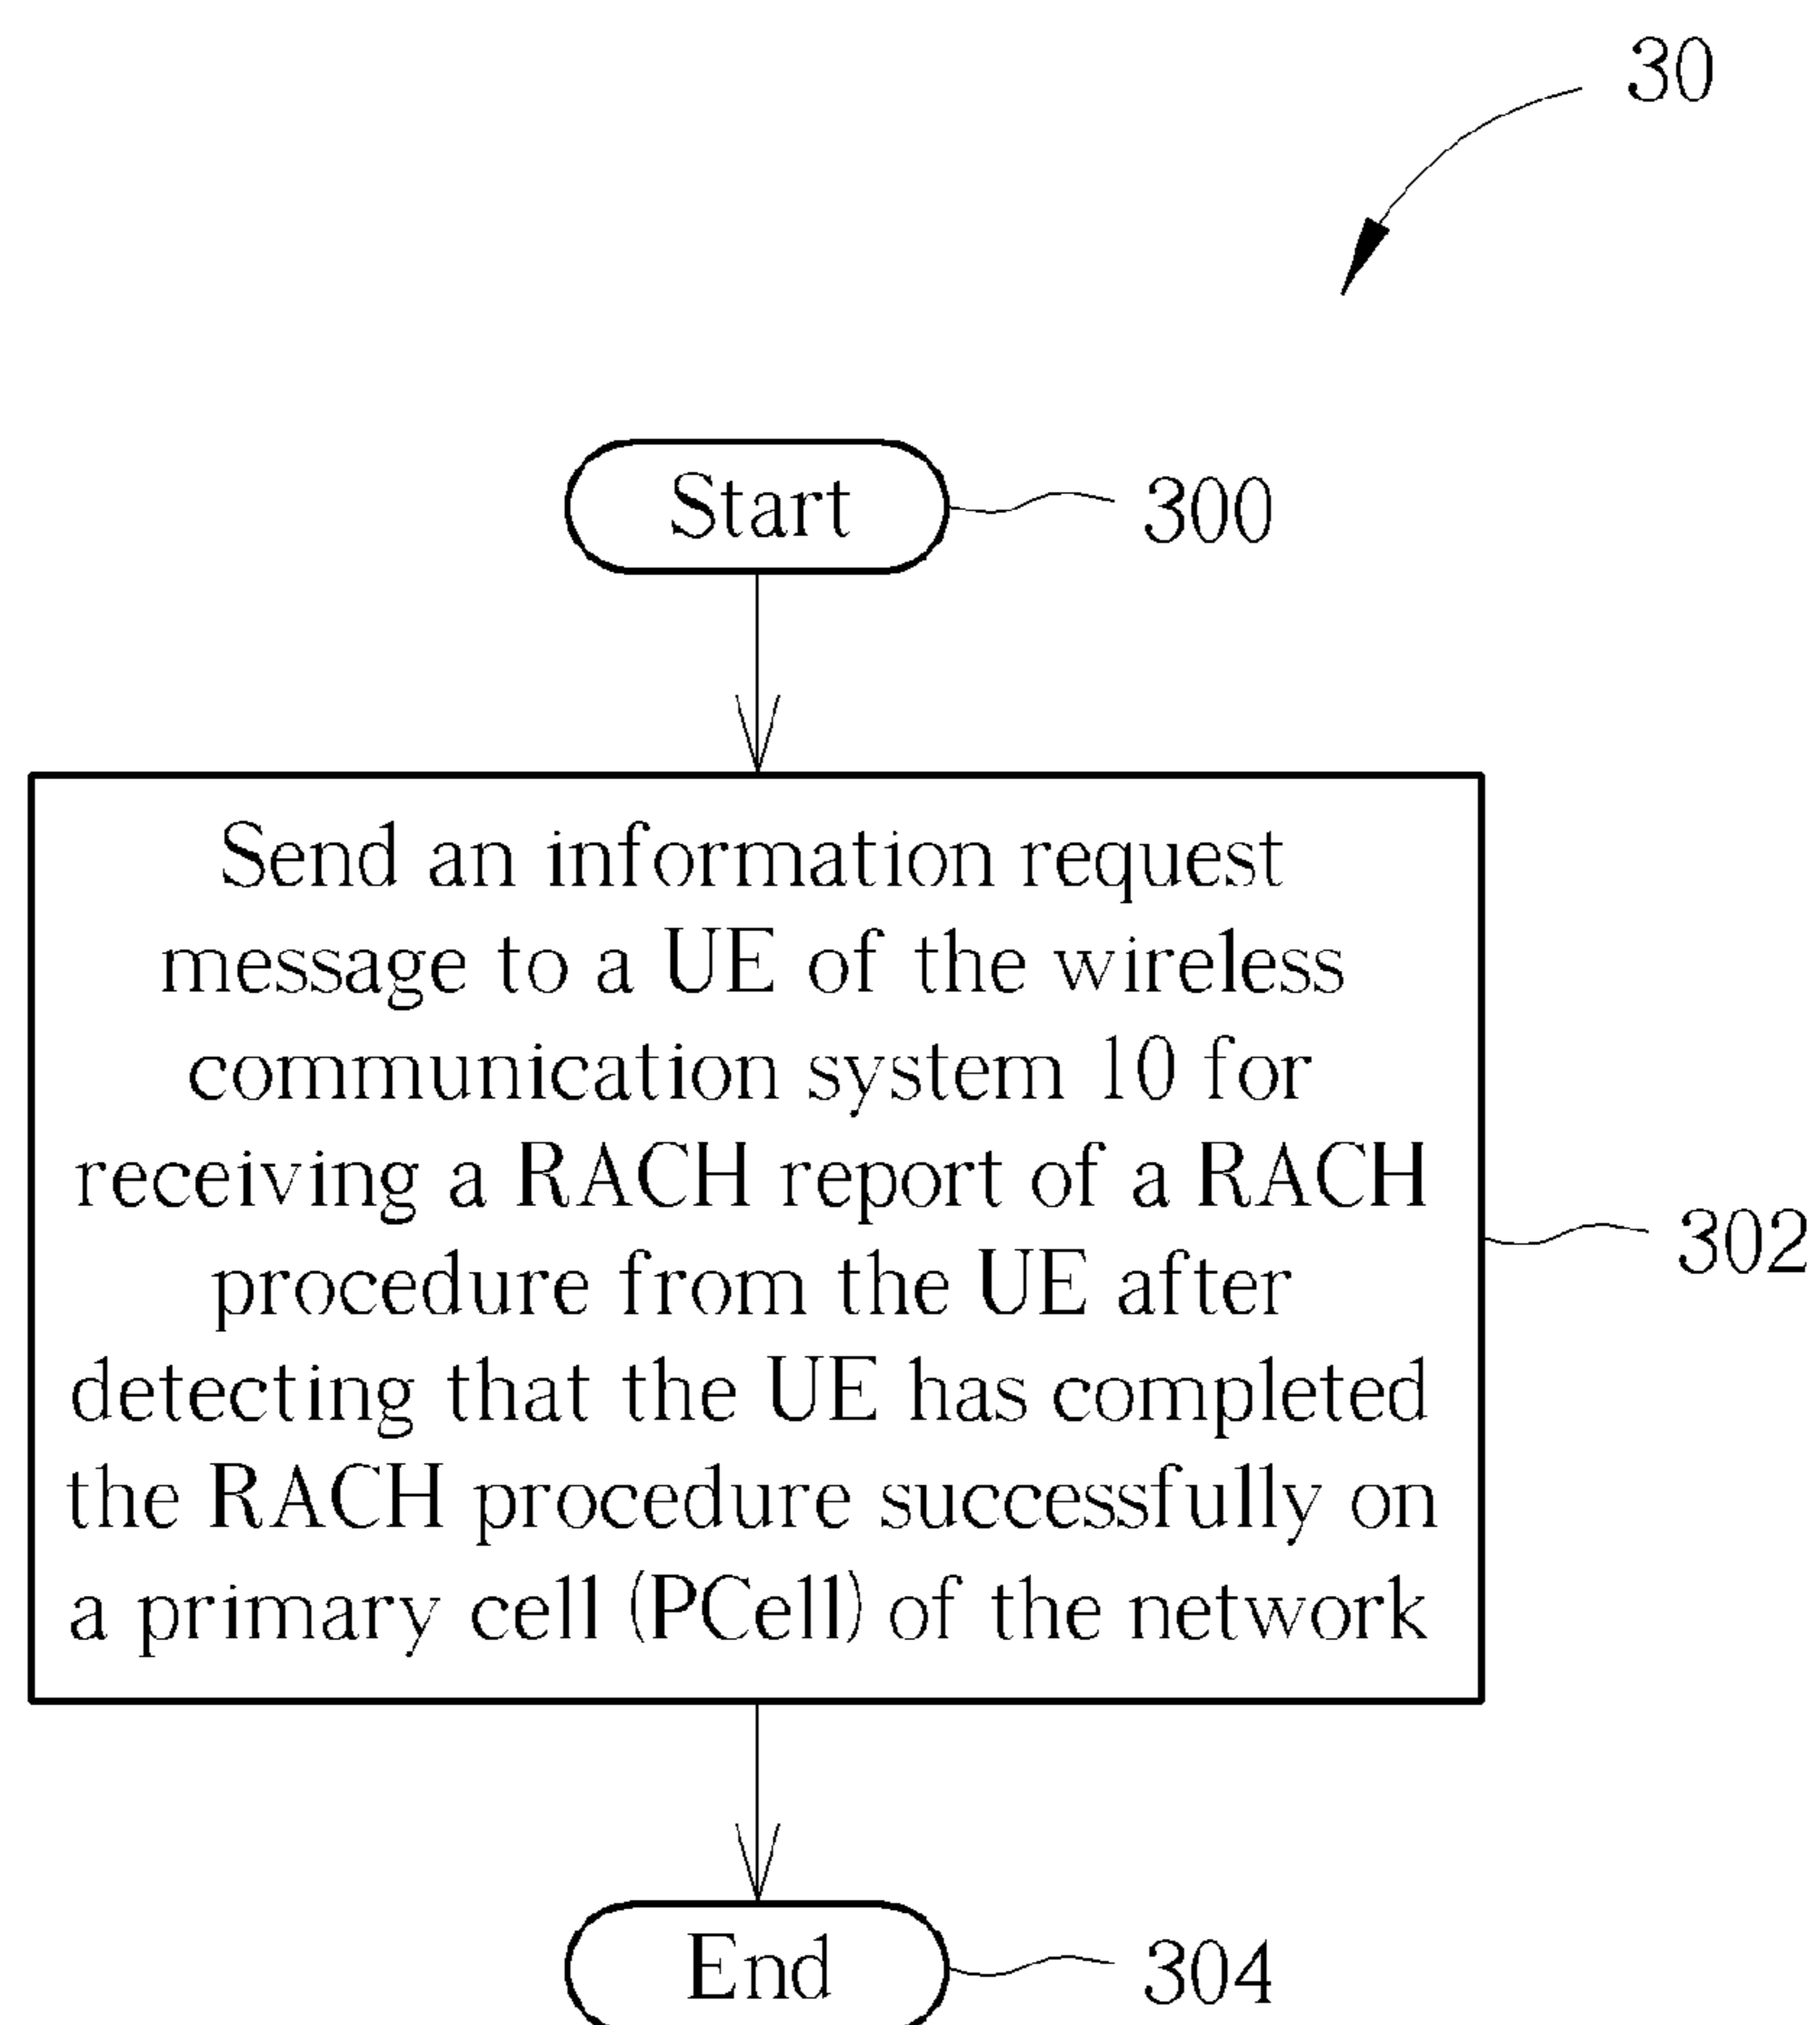 30
Start
300
Send an information request
message to a UE of the wireless
communication system 10 for
receiving a RACH report of a RACH
procedure from the UE after
detecting that the UE has completed
the RACH procedure successfully on
a primary cell (PCell) of the network
302
End
304